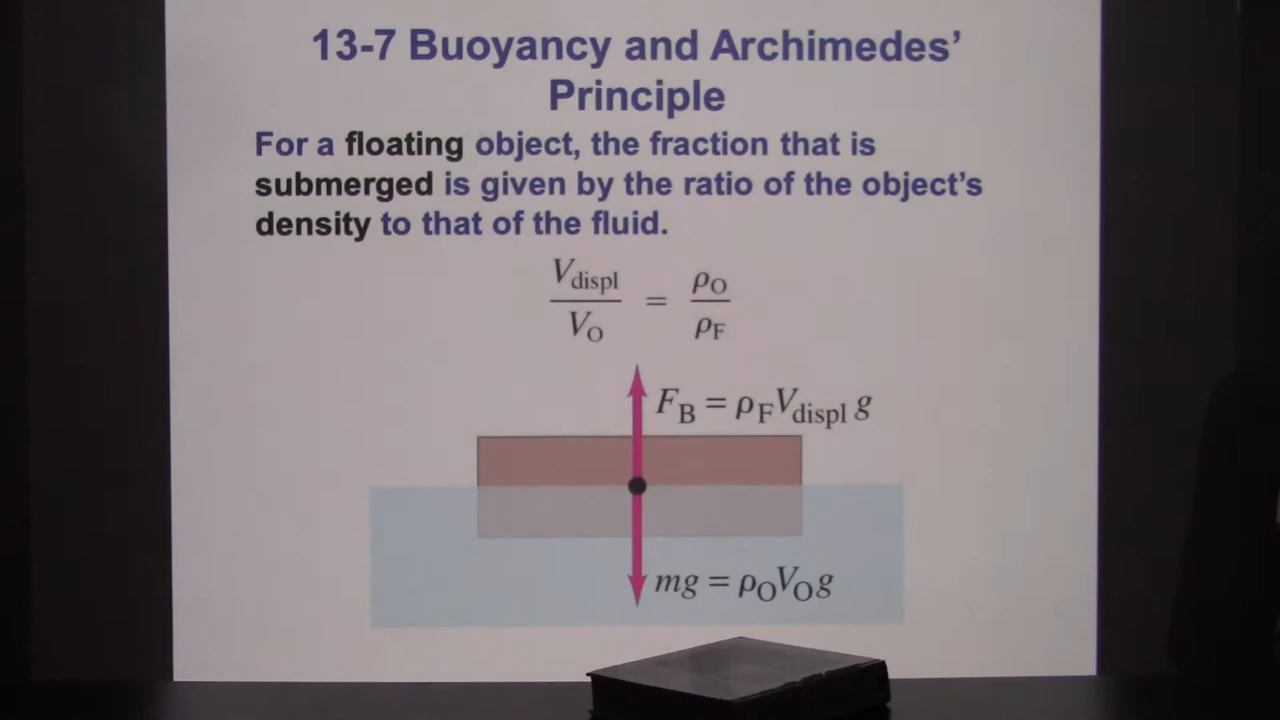 13-7 Buoyancy and Archimedes’
Principle
For a floating object, the fraction that is
submerged is given by the ratio of the object’s
density to that of the fluid.
V_displ / V_O = ρ_O / ρ_F
F_B = ρ_F V_displ g
mg = ρ_O V_O g